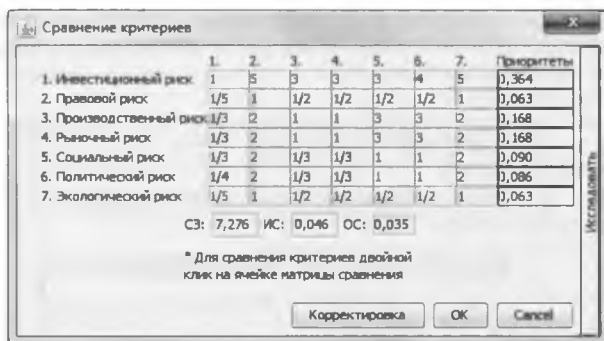 Сравнение критериев
1. 2. 3. 4. 5. 6. 7. Приоритеты
1. Инвестиционный риск 1 5 3 3 3 4 5 0,364
2. Правовой риск 1/5 1 1/2 1/2 1/2 1/2 1 0,063
3. Производственный риск 1/3 2 1 1 3 3 2 0,168
4. Рыночный риск 1/3 2 1 1 3 3 2 0,168
5. Социальный риск 1/3 2 1/3 1/3 1 1 2 0,090
6. Политический риск 1/4 2 1/3 1/3 1 1 2 0,086
7. Экологический риск 1/5 1 1/2 1/2 1/2 1/2 1 0,063
СЗ: 7,276 ИС: 0,046 ОС: 0,035
* Для сравнения критериев двойной
клик на ячейке матрицы сравнения
Корректировка OK Cancel
Исследовать